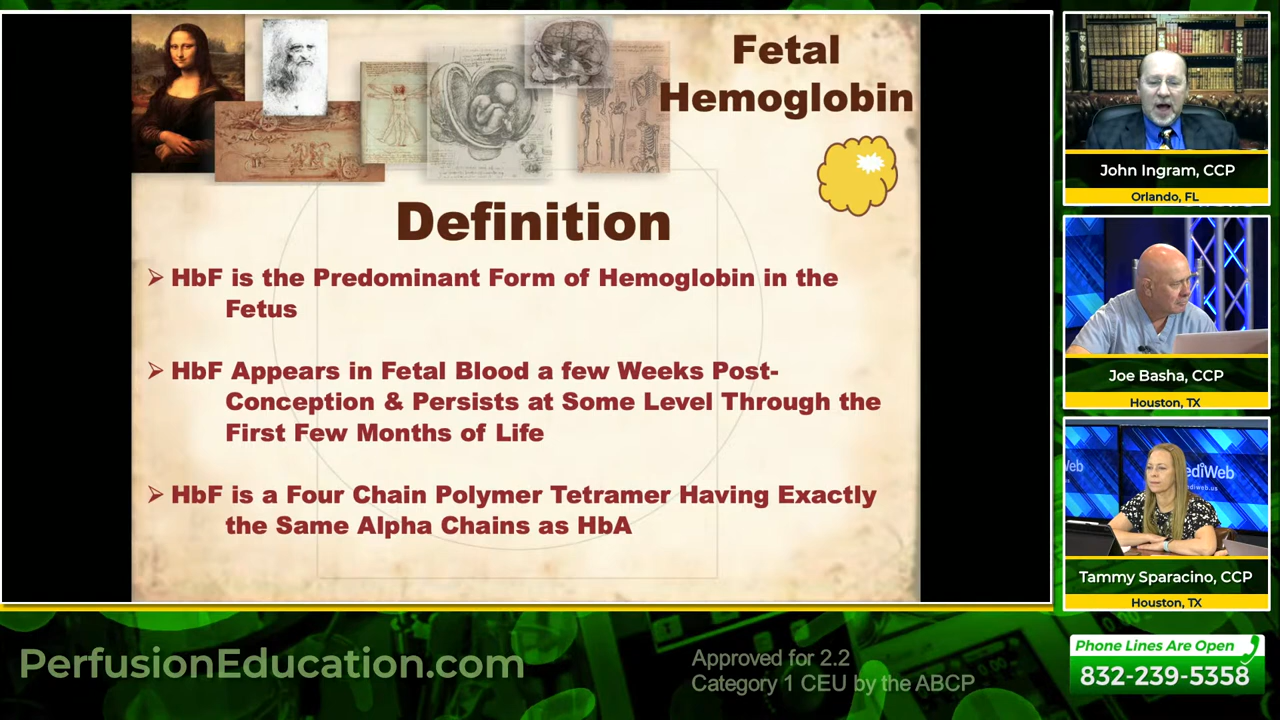 Fetal
Hemoglobin
Definition
➢ HbF is the Predominant Form of Hemoglobin in the
Fetus
➢ HbF Appears in Fetal Blood a few Weeks Post-
Conception & Persists at Some Level Through the
First Few Months of Life
➢ HbF is a Four Chain Polymer Tetramer Having Exactly
the Same Alpha Chains as HbA
John Ingram, CCP
Orlando, FL
Joe Basha, CCP
Houston, TX
ediWeb
ediweb.us
Tammy Sparacino, CCP
Houston, TX
PerfusionEducation.com
Approved for 2.2
Category 1 CEU by the ABCP
Phone Lines Are Open
832-239-5358